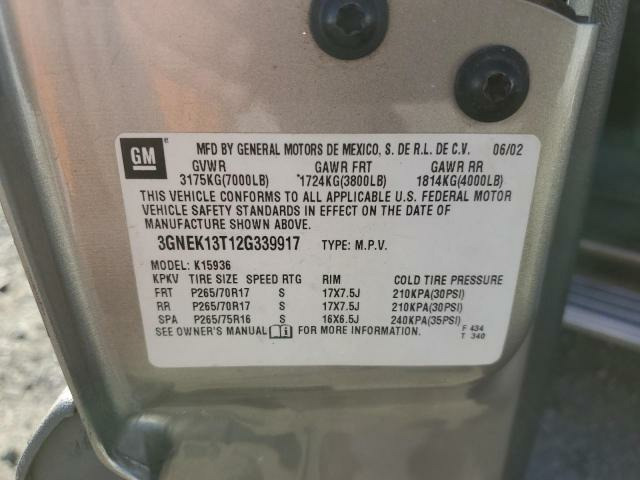 GM
MFD BY GENERAL MOTORS DE MEXICO, S. DE R.L. DE C.V. 06/02
GVWR GAWR FRT GAWR RR
3175KG(7000LB) 1724KG(3800LB) 1814KG(4000LB)
THIS VEHICLE CONFORMS TO ALL APPLICABLE U.S. FEDERAL MOTOR
VEHICLE SAFETY STANDARDS IN EFFECT ON THE DATE OF
MANUFACTURE SHOWN ABOVE.
3GNEK13T12G339917 TYPE: M.P.V.
MODEL: K15936
KPKV TIRE SIZE SPEED RTG RIM COLD TIRE PRESSURE
FRT P265/70R17 S 17X7.5J 210KPA(30PSI)
RR P265/70R17 S 17X7.5J 210KPA(30PSI)
SPA P265/75R16 S 16X6.5J 240KPA(35PSI)
SEE OWNER'S MANUAL FOR MORE INFORMATION.
F 434
T 340